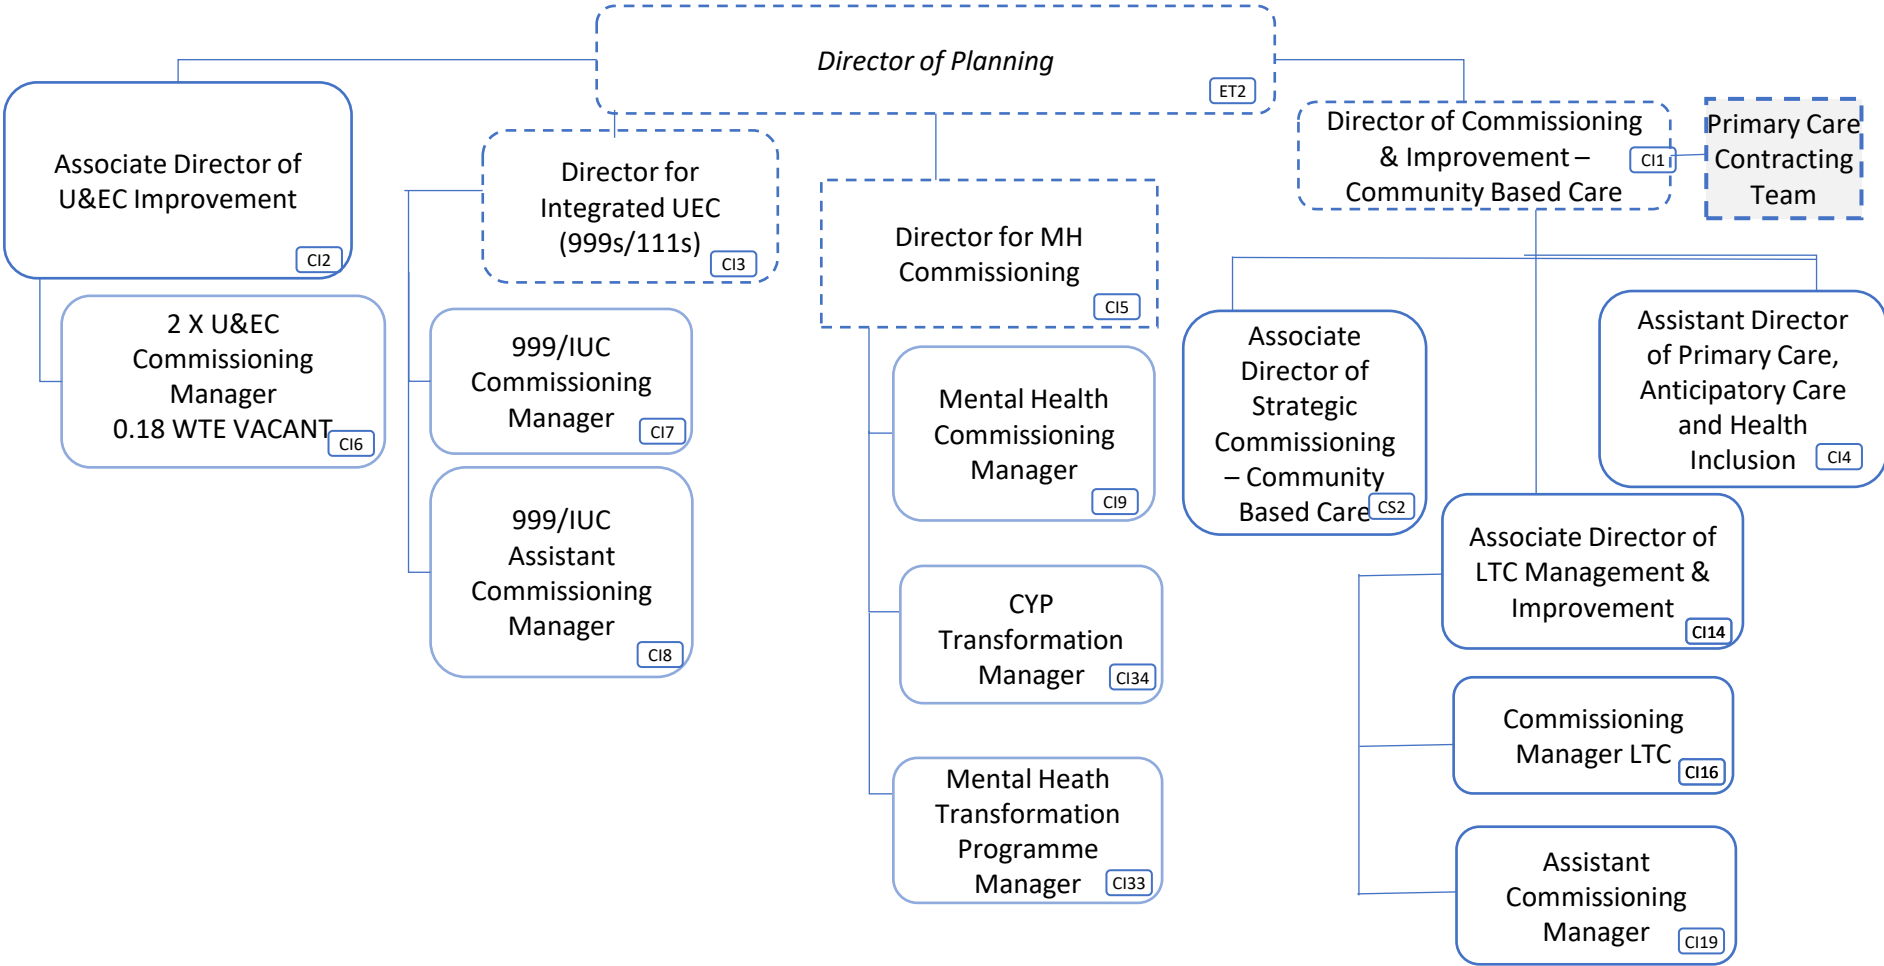 Director of Planning
ET2
Associate Director of
U&EC Improvement
CI2
2 X U&EC
Commissioning
Manager
0.18 WTE VACANT
CI6
Director for
Integrated UEC
(999s/111s)
CI3
999/IUC
Commissioning
Manager
CI7
999/IUC
Assistant
Commissioning
Manager
CI8
Director for MH
Commissioning
CI5
Mental Health
Commissioning
Manager
CI9
CYP
Transformation
Manager
CI34
Mental Heath
Transformation
Programme
Manager
CI33
Director of Commissioning
& Improvement –
Community Based Care
CI1
Primary Care
Contracting
Team
Associate
Director of
Strategic
Commissioning
– Community
Based Care
CS2
Assistant Director
of Primary Care,
Anticipatory Care
and Health
Inclusion
CI4
Associate Director of
LTC Management &
Improvement
CI14
Commissioning
Manager LTC
CI16
Assistant
Commissioning
Manager
CI19